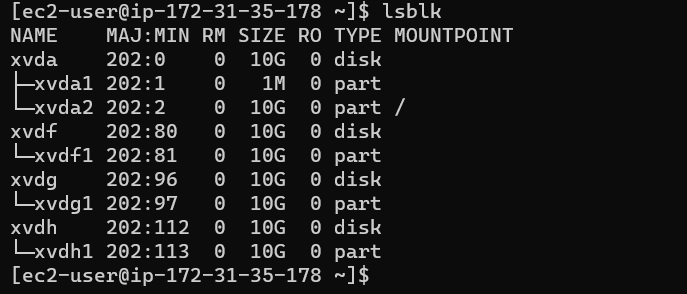 [ec2-user@ip-172-31-35-178 ~]$ lsblk
NAME    MAJ:MIN RM SIZE RO TYPE MOUNTPOINT
xvda    202:0    0  10G  0 disk
├─xvda1 202:1    0   1M  0 part
└─xvda2 202:2    0  10G  0 part /
xvdf    202:80   0  10G  0 disk
└─xvdf1 202:81   0  10G  0 part
xvdg    202:96   0  10G  0 disk
└─xvdg1 202:97   0  10G  0 part
xvdh    202:112  0  10G  0 disk
└─xvdh1 202:113  0  10G  0 part
[ec2-user@ip-172-31-35-178 ~]$